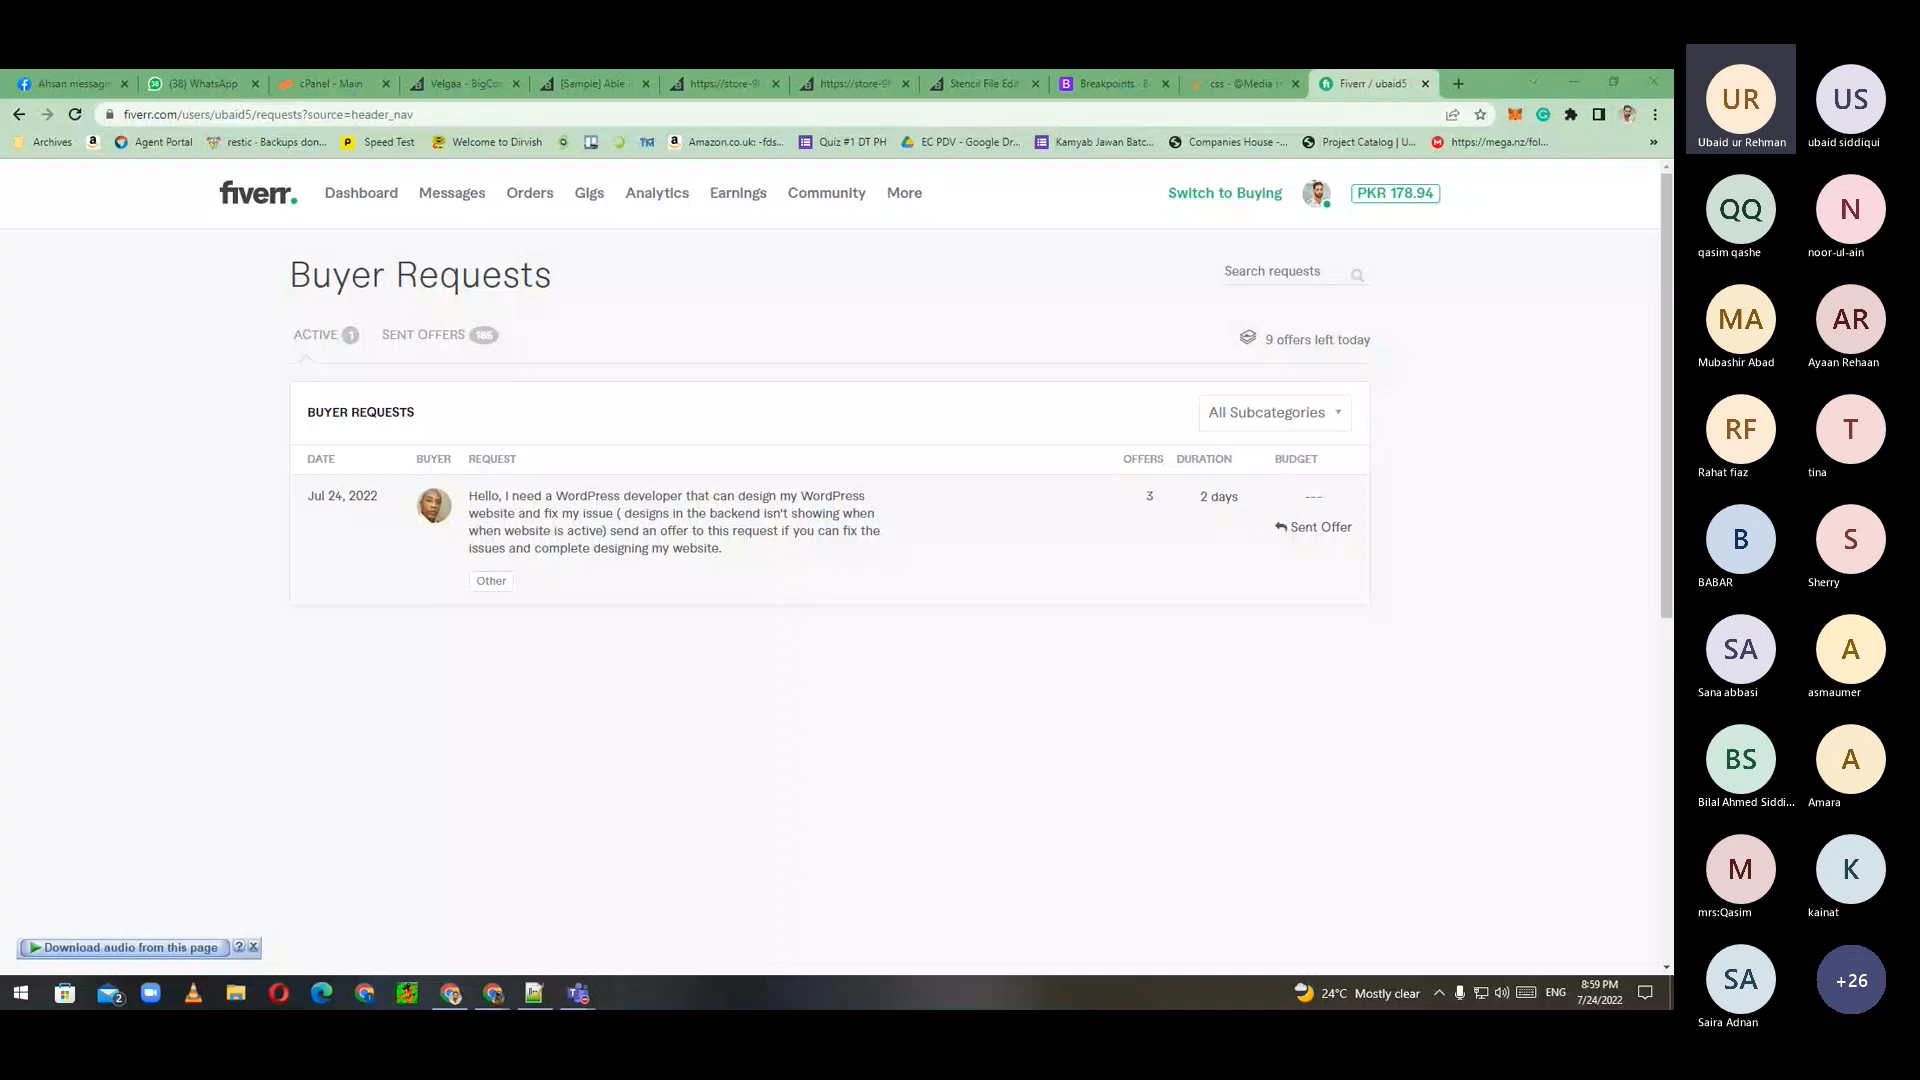 Ahsan message
(38) WhatsApp
cPanel - Main
Velgaa - BigCo
[Sample] Able
https://store-9
https://store-9
Stencil File Edit
Breakpoints - B
css - @Media
Fiverr / ubaid5
fiverr.com/users/ubaid5/requests?source=header_nav
Archives
Agent Portal
restic - Backups don...
Speed Test
Welcome to Dirvish
TM
Amazon.co.uk: -fds...
Quiz #1 DT PH
EC PDV - Google Dr...
Kamyab Jawan Batc...
Companies House -...
Project Catalog | U...
https://mega.nz/fol...
»
fiverr.
Dashboard
Messages
Orders
Gigs
Analytics
Earnings
Community
More
Switch to Buying
PKR 178.94
Buyer Requests
Search requests
ACTIVE 1
SENT OFFERS 185
9 offers left today
BUYER REQUESTS
All Subcategories
DATE BUYER REQUEST OFFERS DURATION BUDGET
Jul 24, 2022
Hello, I need a WordPress developer that can design my WordPress
website and fix my issue ( designs in the backend isn't showing when
when website is active) send an offer to this request if you can fix the
issues and complete designing my website.
Other
3
2 days
---
Sent Offer
Download audio from this page
?
x
2
24°C Mostly clear
ENG
8:59 PM
7/24/2022
UR
Ubaid ur Rehman
US
ubaid siddiqui
QQ
qasim qashe
N
noor-ul-ain
MA
Mubashir Abad
AR
Ayaan Rehaan
RF
Rahat fiaz
T
tina
B
BABAR
S
Sherry
SA
Sana abbasi
A
asmaumer
BS
Bilal Ahmed Siddi...
A
Amara
M
mrs:Qasim
K
kainat
SA
Saira Adnan
+26